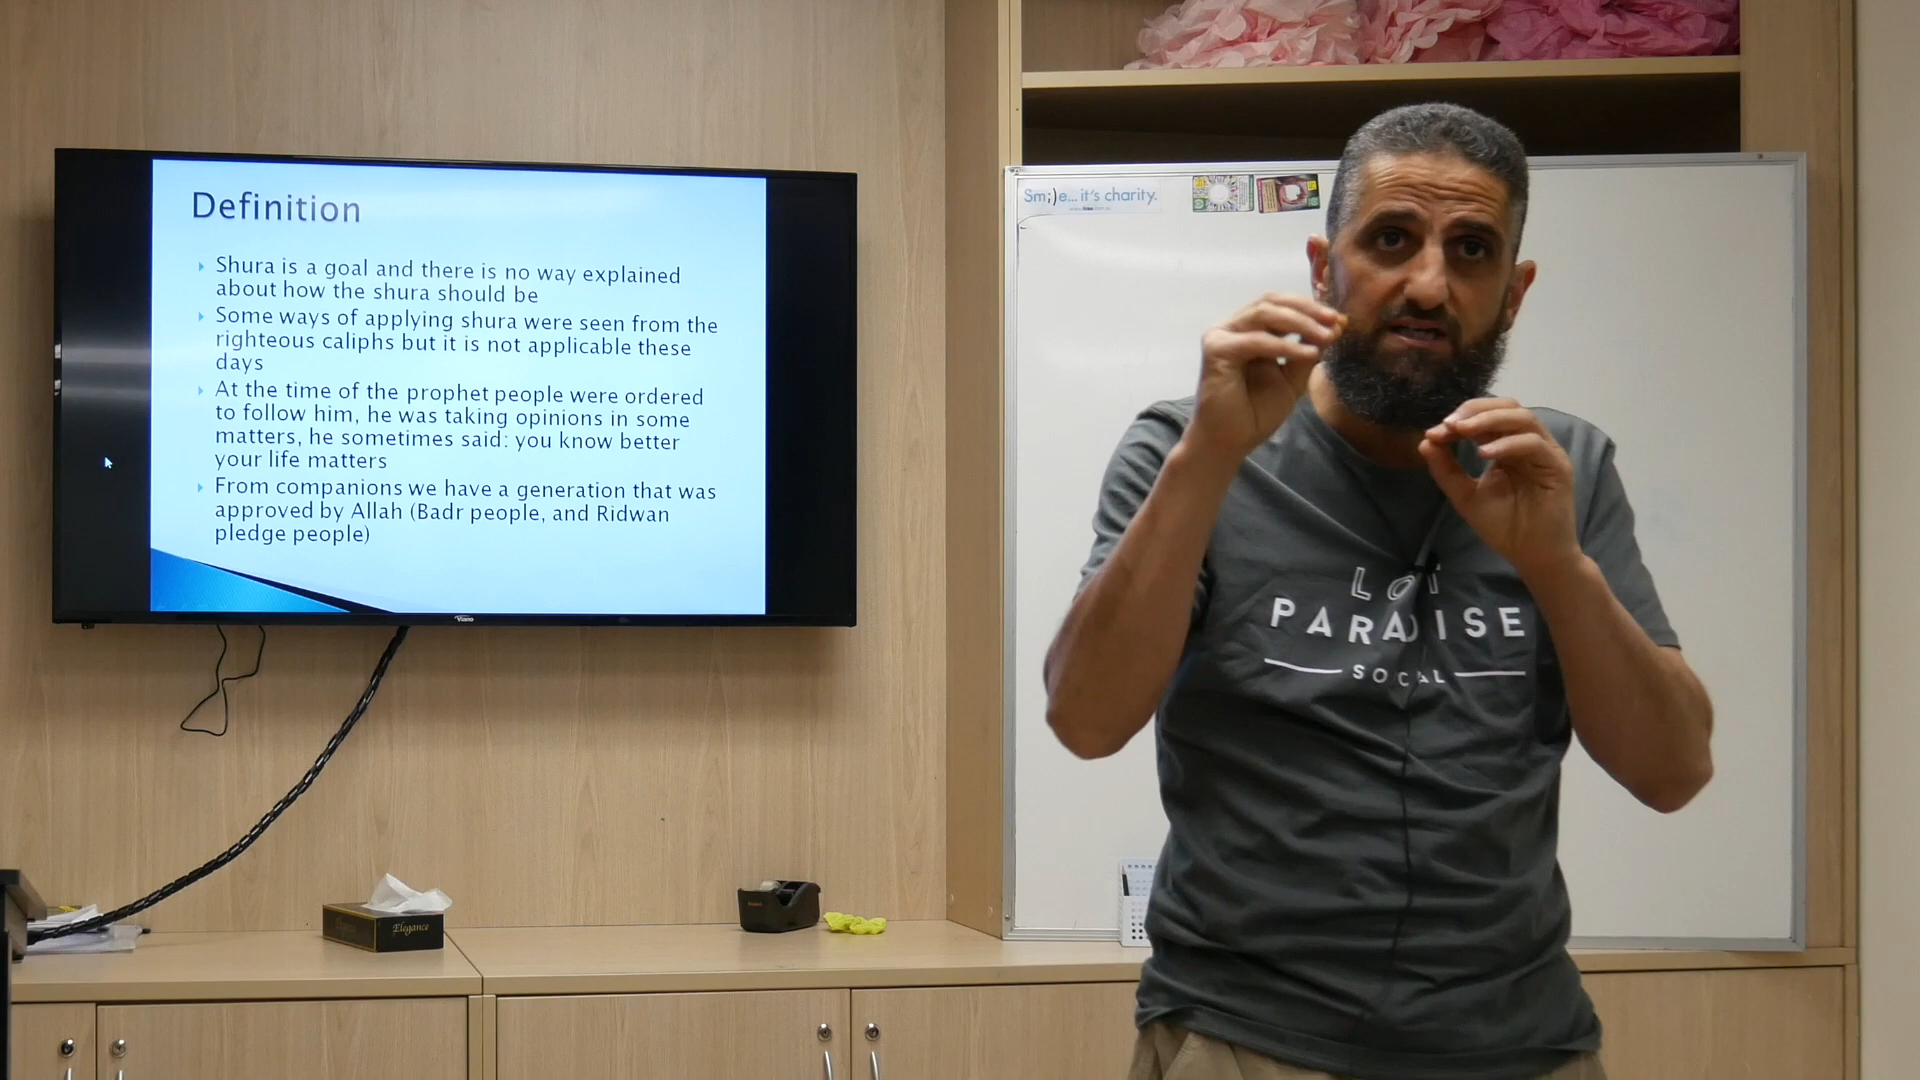 Definition
Shura is a goal and there is no way explained
about how the shura should be
Some ways of applying shura were seen from the
righteous caliphs but it is not applicable these
days
At the time of the prophet people were ordered
to follow him, he was taking opinions in some
matters, he sometimes said: you know better
your life matters
From companions we have a generation that was
approved by Allah (Badr people, and Ridwan
pledge people)
Viano
Sm;)e... it's charity.
LOT
PARADISE
SOCIAL
Elegance